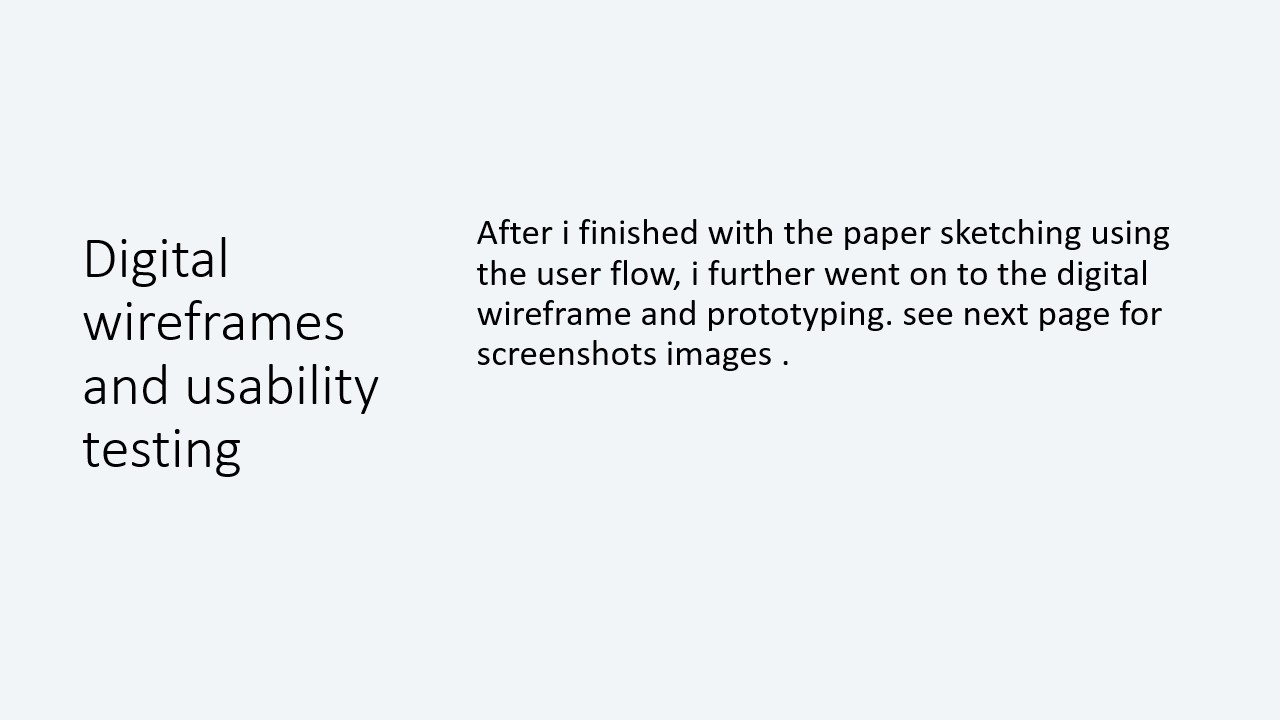 Digital
wireframes
and usability
testing
After i finished with the paper sketching using
the user flow, i further went on to the digital
wireframe and prototyping. see next page for
screenshots images .